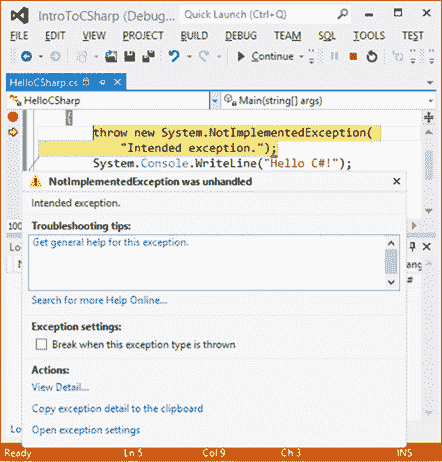 IntroToCSharp (Debug...
Quick Launch (Ctrl+Q)
FILE EDIT VIEW PROJECT BUILD DEBUG TEAM SQL TOOLS TEST
Continue
HelloCSharp.cs
HelloCSharp
Main(string[] args)
{
throw new System.NotImplementedException(
"Intended exception.");
System.Console.WriteLine("Hello C#!");
NotImplementedException was unhandled
Intended exception.
Troubleshooting tips:
Get general help for this exception.
Search for more Help Online...
Exception settings:
Break when this exception type is thrown
Actions:
View Detail...
Copy exception detail to the clipboard
Open exception settings
Ready Ln 5 Col 9 Ch 3 INS